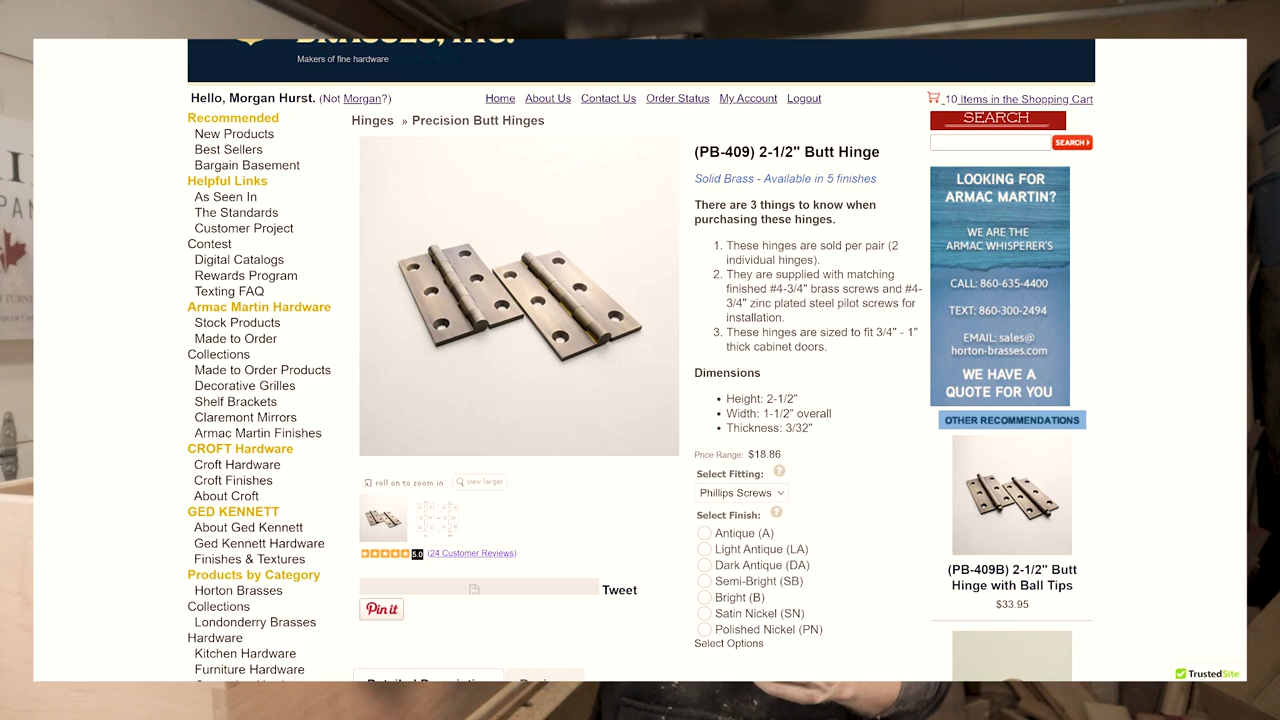 BRASSES, INC.
Makers of fine hardware
Hello, Morgan Hurst. (Not Morgan?)
Home About Us Contact Us Order Status My Account Logout
10 Items in the Shopping Cart
Recommended
New Products
Best Sellers
Bargain Basement
Helpful Links
As Seen In
The Standards
Customer Project
Contest
Digital Catalogs
Rewards Program
Texting FAQ
Armac Martin Hardware
Stock Products
Made to Order
Collections
Made to Order Products
Decorative Grilles
Shelf Brackets
Claremont Mirrors
Armac Martin Finishes
CROFT Hardware
Croft Hardware
Croft Finishes
About Croft
GED KENNETT
About Ged Kennett
Ged Kennett Hardware
Finishes & Textures
Products by Category
Horton Brasses
Collections
Londonderry Brasses
Hardware
Kitchen Hardware
Furniture Hardware
Hinges » Precision Butt Hinges
roll on to zoom in
view larger
5.0 (24 Customer Reviews)
Tweet
Pin it
(PB-409) 2-1/2" Butt Hinge
Solid Brass - Available in 5 finishes
There are 3 things to know when
purchasing these hinges.
1. These hinges are sold per pair (2
individual hinges).
2. They are supplied with matching
finished #4-3/4" brass screws and #4-
3/4" zinc plated steel pilot screws for
installation.
3. These hinges are sized to fit 3/4" - 1"
thick cabinet doors.
Dimensions
• Height: 2-1/2"
• Width: 1-1/2" overall
• Thickness: 3/32"
Price Range: $18.86
Select Fitting: ?
Phillips Screws
Select Finish: ?
Antique (A)
Light Antique (LA)
Dark Antique (DA)
Semi-Bright (SB)
Bright (B)
Satin Nickel (SN)
Polished Nickel (PN)
Select Options
SEARCH
SEARCH
LOOKING FOR
ARMAC MARTIN?
WE ARE THE
ARMAC WHISPERER'S
CALL: 860-635-4400
TEXT: 860-300-2494
EMAIL: sales@
horton-brasses.com
WE HAVE A
QUOTE FOR YOU
OTHER RECOMMENDATIONS
(PB-409B) 2-1/2" Butt
Hinge with Ball Tips
$33.95
TrustedSite